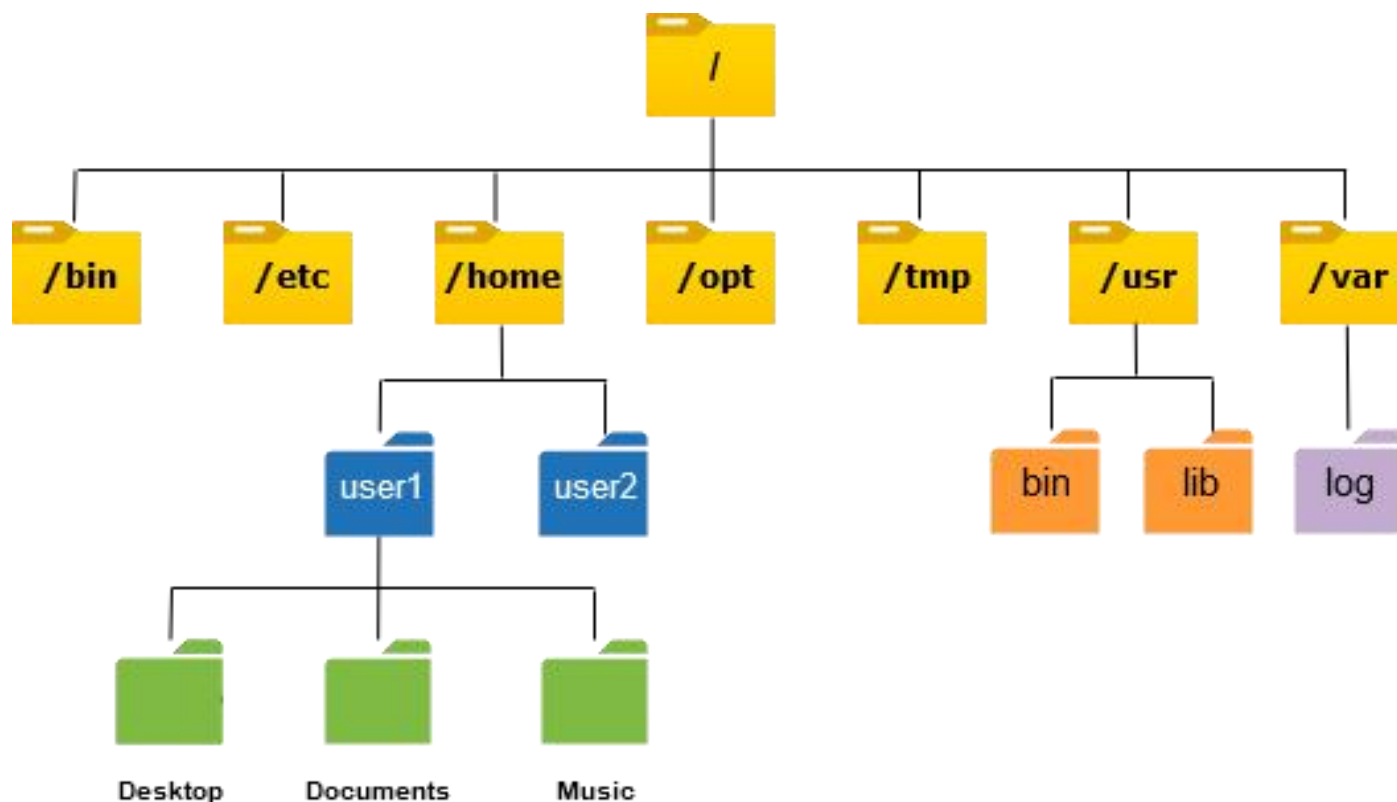 /
/bin /etc /home /opt /tmp /usr /var
user1 user2 bin lib log
Desktop Documents Music